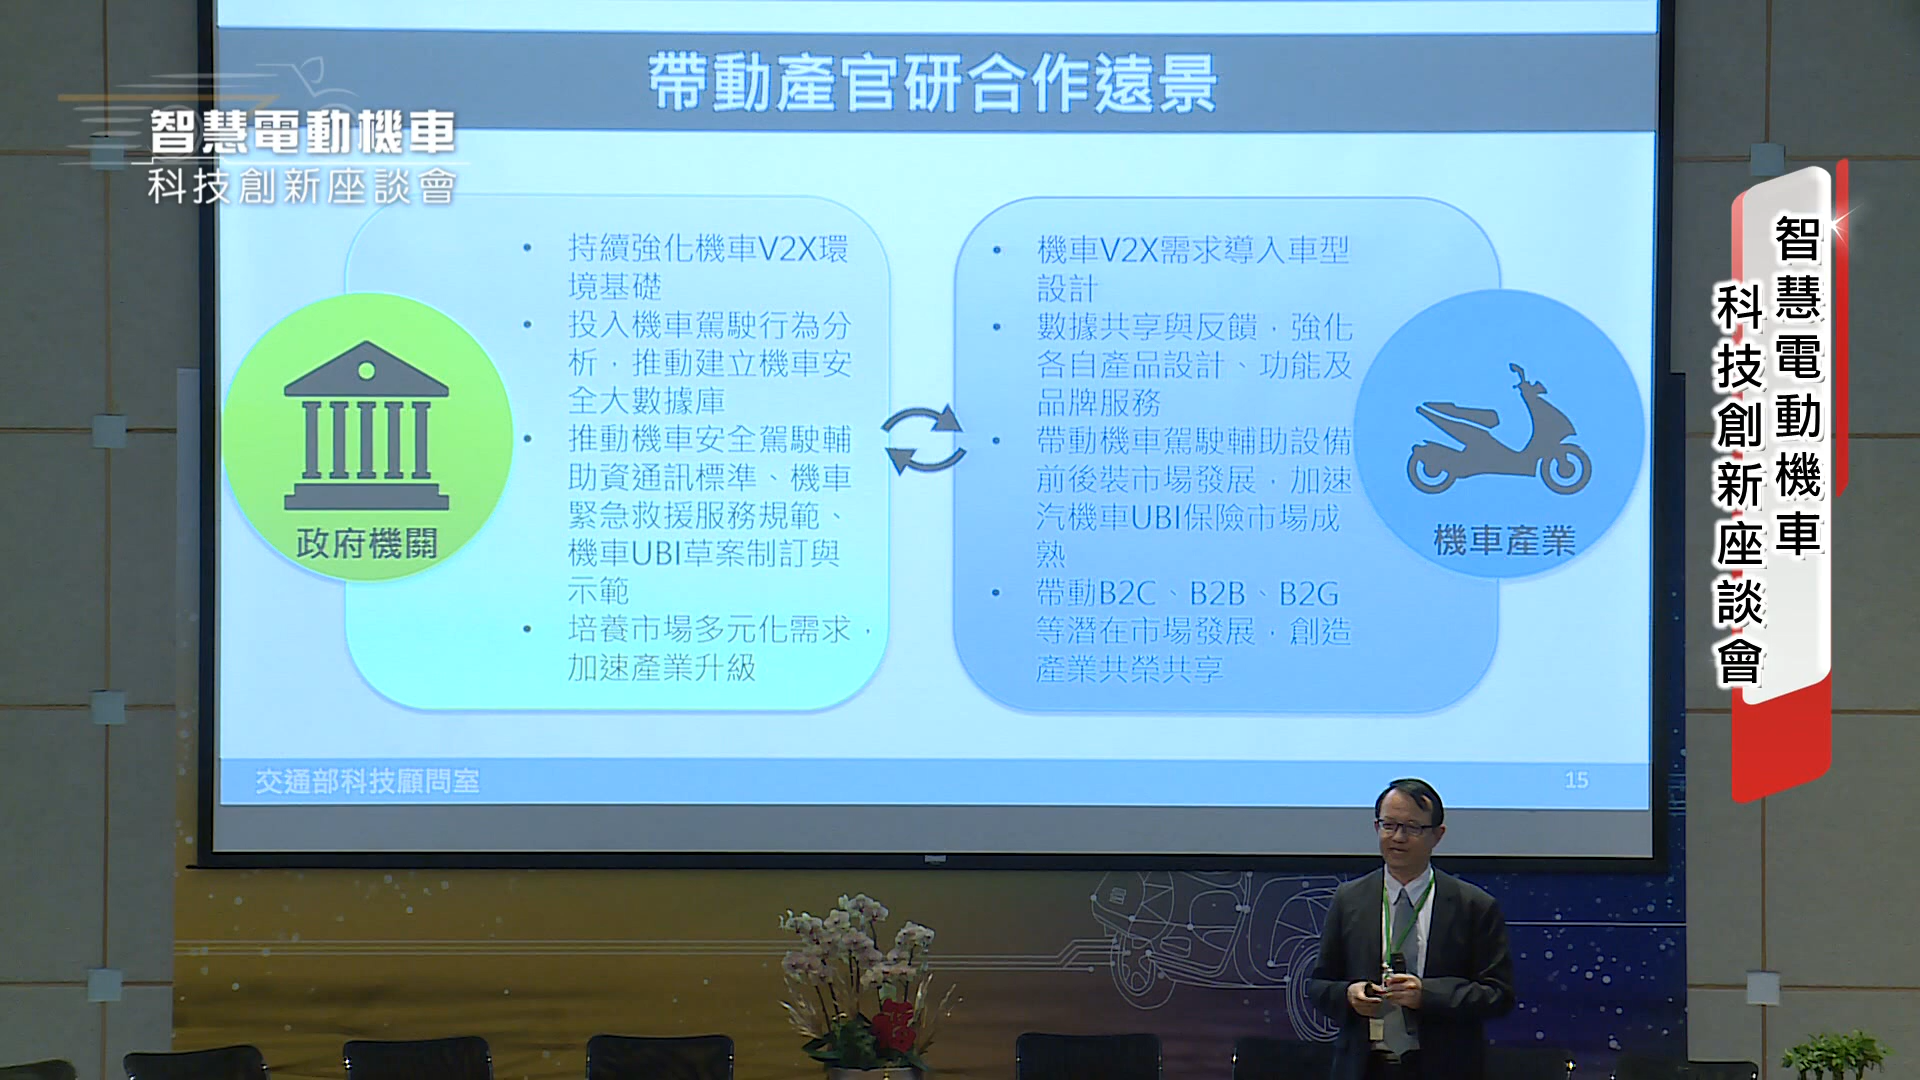 帶動產官研合作遠景
智慧電動機車
科技創新座談會
• 持續強化機車V2X環
境基礎
• 投入機車駕駛行為分
析，推動建立機車安
全大數據庫
• 推動機車安全駕駛輔
助資通訊標準、機車
緊急救援服務規範、
機車UBI草案制訂與
示範
• 培養市場多元化需求，
加速產業升級
政府機關
• 機車V2X需求導入車型
設計
• 數據共享與反饋，強化
各自產品設計、功能及
品牌服務
• 帶動機車駕駛輔助設備
前後裝市場發展，加速
汽機車UBI保險市場成
熟
• 帶動B2C、B2B、B2G
等潛在市場發展，創造
產業共榮共享
機車產業
交通部科技顧問室
15
智慧電動機車
科技創新座談會